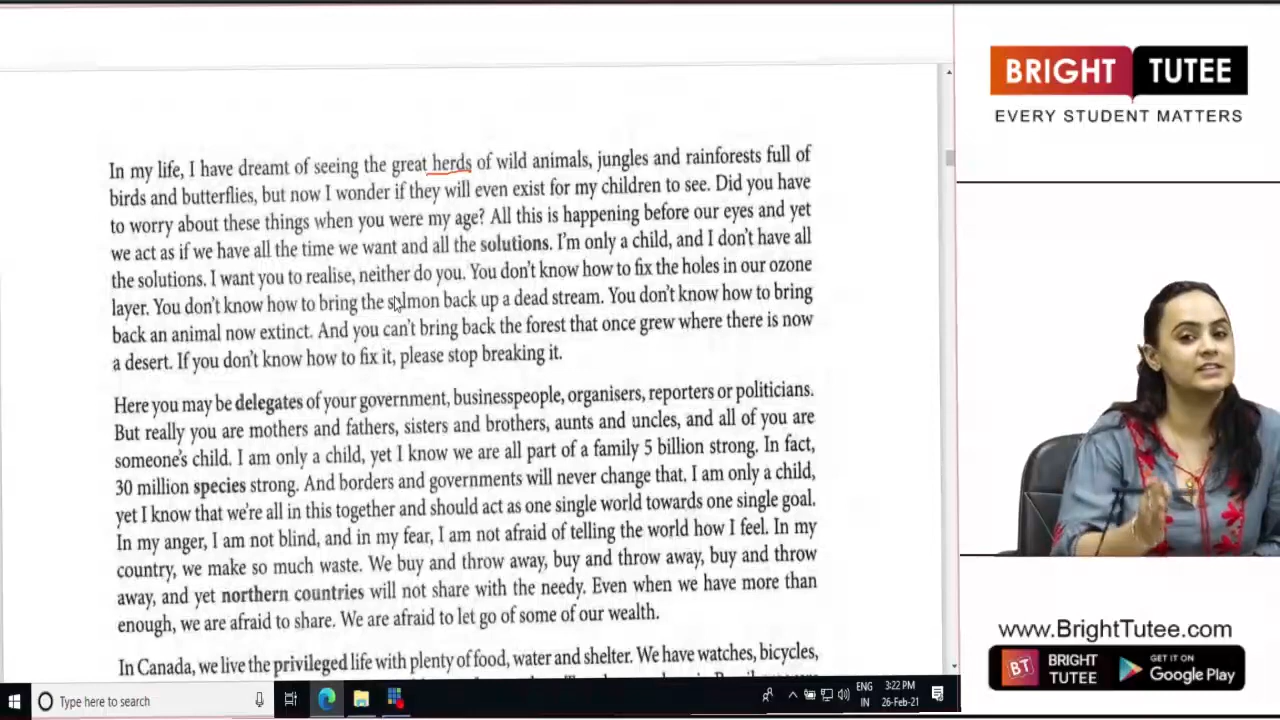 BRIGHT TUTEE
EVERY STUDENT MATTERS
In my life, I have dreamt of seeing the great herds of wild animals, jungles and rainforests full of
birds and butterflies, but now I wonder if they will even exist for my children to see. Did you have
to worry about these things when you were my age? All this is happening before our eyes and yet
we act as if we have all the time we want and all the solutions. I'm only a child, and I don't have all
the solutions. I want you to realise, neither do you. You don't know how to fix the holes in our ozone
layer. You don't know how to bring the salmon back up a dead stream. You don't know how to bring
back an animal now extinct. And you can't bring back the forest that once grew where there is now
a desert. If you don't know how to fix it, please stop breaking it.
Here you may be delegates of your government, businesspeople, organisers, reporters or politicians.
But really you are mothers and fathers, sisters and brothers, aunts and uncles, and all of you are
someone's child. I am only a child, yet I know we are all part of a family 5 billion strong. In fact,
30 million species strong. And borders and governments will never change that. I am only a child,
yet I know that we're all in this together and should act as one single world towards one single goal.
In my anger, I am not blind, and in my fear, I am not afraid of telling the world how I feel. In my
country, we make so much waste. We buy and throw away, buy and throw away, buy and throw
away, and yet northern countries will not share with the needy. Even when we have more than
enough, we are afraid to share. We are afraid to let go of some of our wealth.
In Canada, we live the privileged life with plenty of food, water and shelter. We have watches, bicycles,
www.BrightTutee.com
BT BRIGHT TUTEE
GET IT ON Google Play
Type here to search
ENG
IN
3:22 PM
26-Feb-21